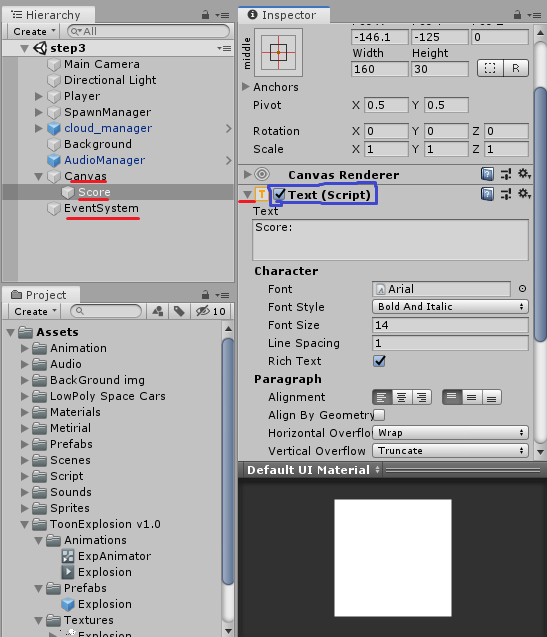 Hierarchy
Create
All
step3
Main Camera
Directional Light
Player
SpawnManager
cloud_manager
Background
AudioManager
Canvas
Score
EventSystem
Project
Create
10
Assets
Animation
Audio
BackGround img
LowPoly Space Cars
Materials
Metirial
Prefabs
Scenes
Script
Sounds
Sprites
ToonExplosion v1.0
Animations
ExpAnimator
Explosion
Prefabs
Explosion
Textures
Explosion
Inspector
middle
-146.1 -125 0
Width Height
160 30 R
Anchors
Pivot X 0.5 Y 0.5
Rotation X 0 Y 0 Z 0
Scale X 1 Y 1 Z 1
Canvas Renderer
T Text (Script)
Text
Score:
Character
Font Arial
Font Style Bold And Italic
Font Size 14
Line Spacing 1
Rich Text
Paragraph
Alignment
Align By Geometry
Horizontal Overflo Wrap
Vertical Overflow Truncate
Default UI Material